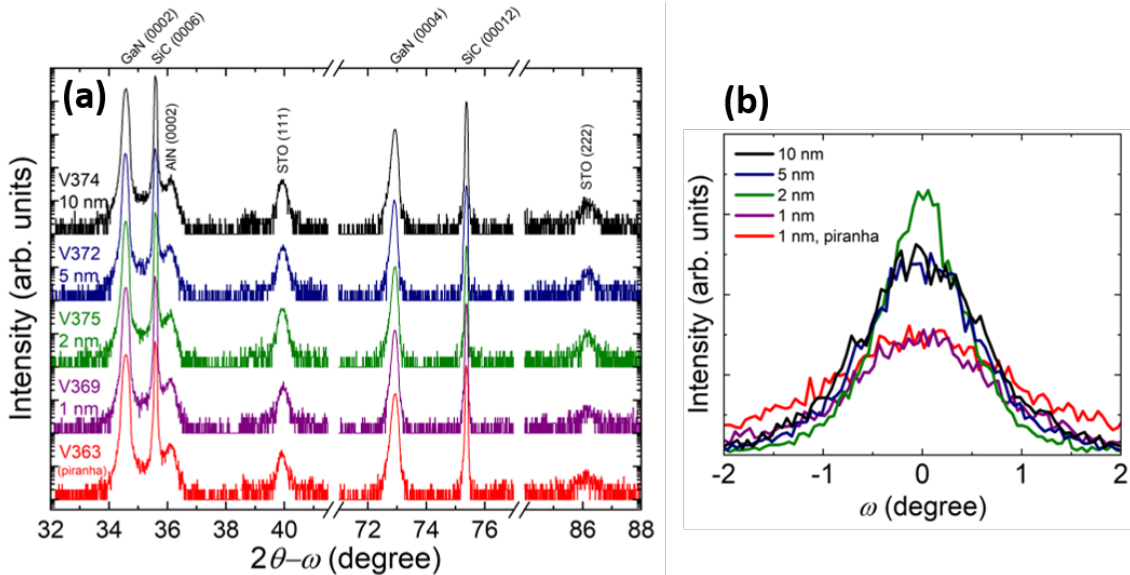 GaN (0002)
SiC (0006)
GaN (0004)
SiC (00012)
(a)
AlN (0002)
STO (111)
STO (222)
V374
10 nm
V372
5 nm
V375
2 nm
V369
1 nm
V363
(piranha)
Intensity (arb. units)
32 34 36 38 40 72 74 76 86 88
2θ–ω (degree)
(b)
10 nm
5 nm
2 nm
1 nm
1 nm, piranha
Intensity (arb. units)
-2 -1 0 1 2
ω (degree)